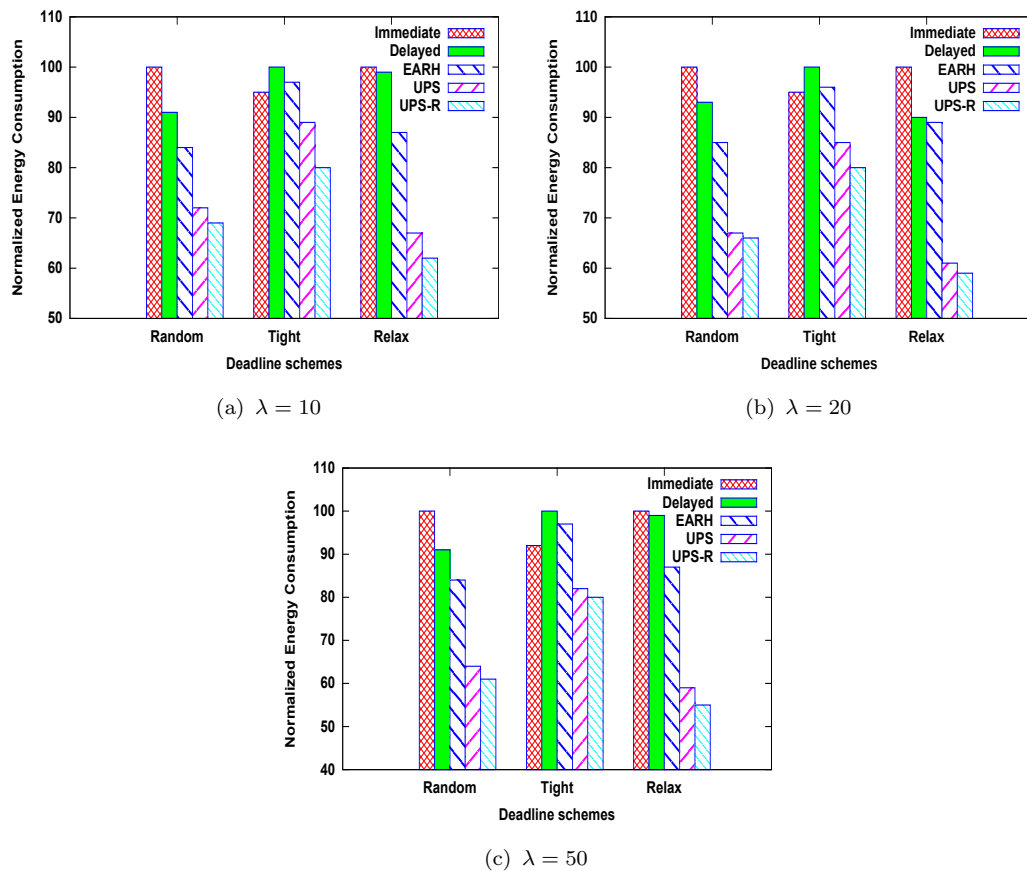 Normalized Energy Consumption
110
100
90
80
70
60
50
Immediate
Delayed
EARH
UPS
UPS-R
Random Tight Relax
Deadline schemes
(a) λ = 10
Normalized Energy Consumption
110
100
90
80
70
60
50
Immediate
Delayed
EARH
UPS
UPS-R
Random Tight Relax
Deadline schemes
(b) λ = 20
Normalized Energy Consumption
110
100
90
80
70
60
50
40
Immediate
Delayed
EARH
UPS
UPS-R
Random Tight Relax
Deadline schemes
(c) λ = 50